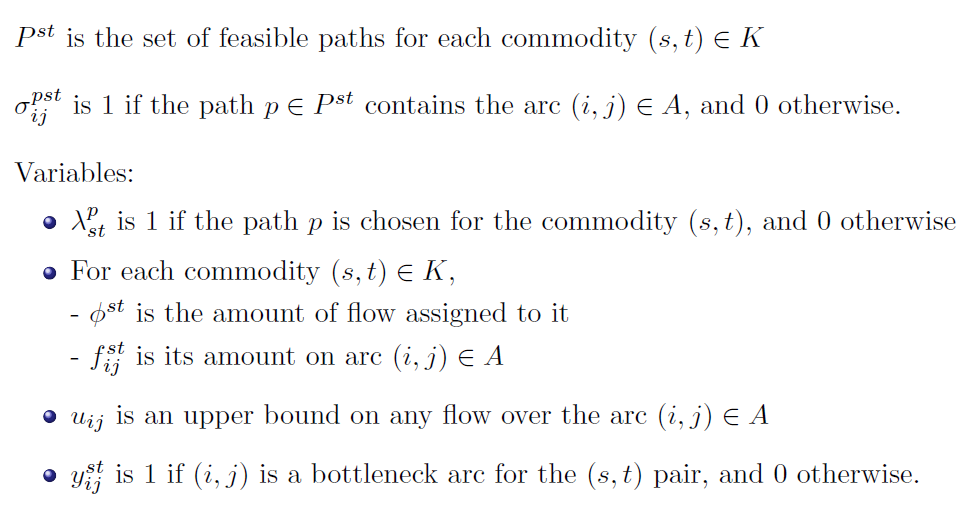 $P^{st}$ is the set of feasible paths for each commodity $(s, t) \in K$
$\sigma_{ij}^{pst}$ is 1 if the path $p \in P^{st}$ contains the arc $(i, j) \in A$, and 0 otherwise.
Variables:
• $\lambda_{st}^{p}$ is 1 if the path $p$ is chosen for the commodity $(s, t)$, and 0 otherwise
• For each commodity $(s, t) \in K$,
- $\phi^{st}$ is the amount of flow assigned to it
- $f_{ij}^{st}$ is its amount on arc $(i, j) \in A$
• $u_{ij}$ is an upper bound on any flow over the arc $(i, j) \in A$
• $y_{ij}^{st}$ is 1 if $(i, j)$ is a bottleneck arc for the $(s, t)$ pair, and 0 otherwise.